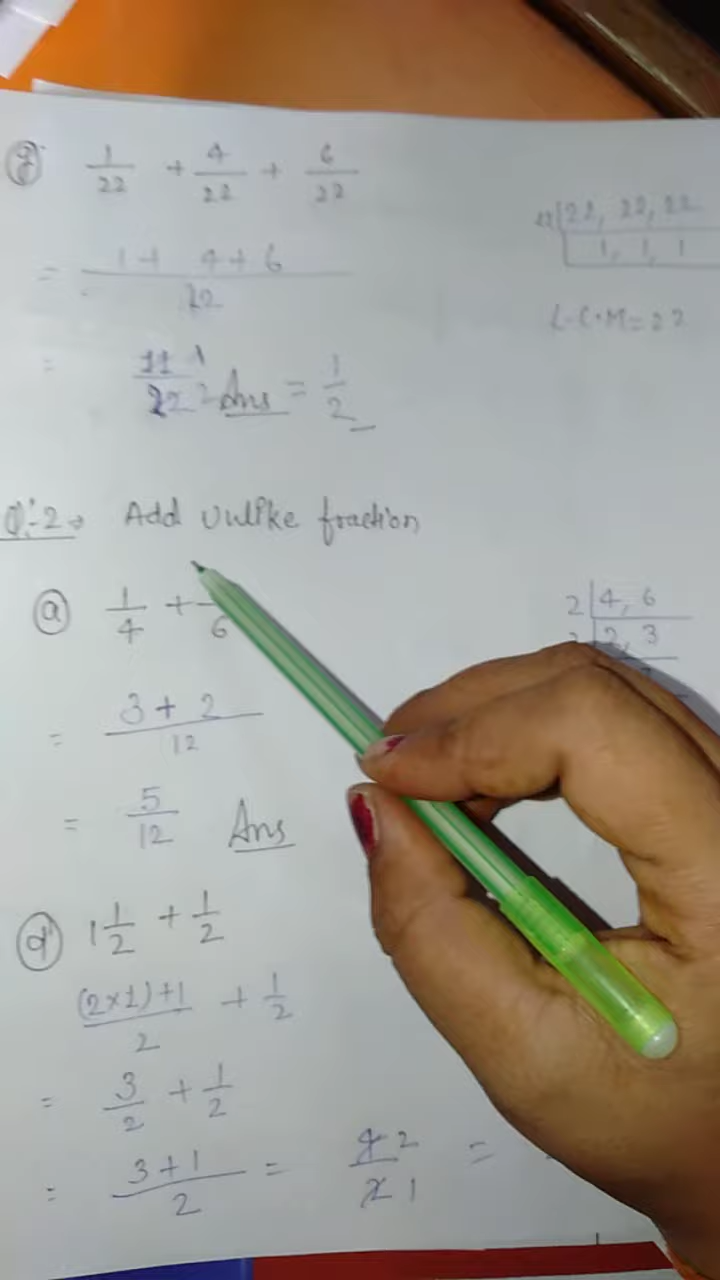 (g) 1/22 + 4/22 + 6/22
22 | 22, 22, 22
1, 1, 1
= (1 + 4 + 6)/22
L.C.M = 22
= 11/22 1 2 Ans = 1/2
Q.-2 → Add Unlike fraction
(a) 1/4 + /6
2 | 4, 6
2, 3
= (3 + 2)/12
= 5/12 Ans
(d) 1 1/2 + 1/2
((2×1)+1)/2 + 1/2
= 3/2 + 1/2
= (3+1)/2 = 4 2/2 1 =